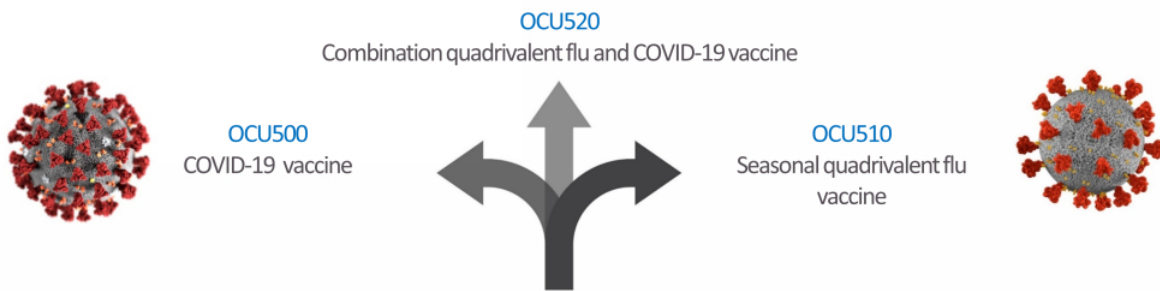 OCU520
Combination quadrivalent flu and COVID-19 vaccine
OCU500
COVID-19 vaccine
OCU510
Seasonal quadrivalent flu
vaccine